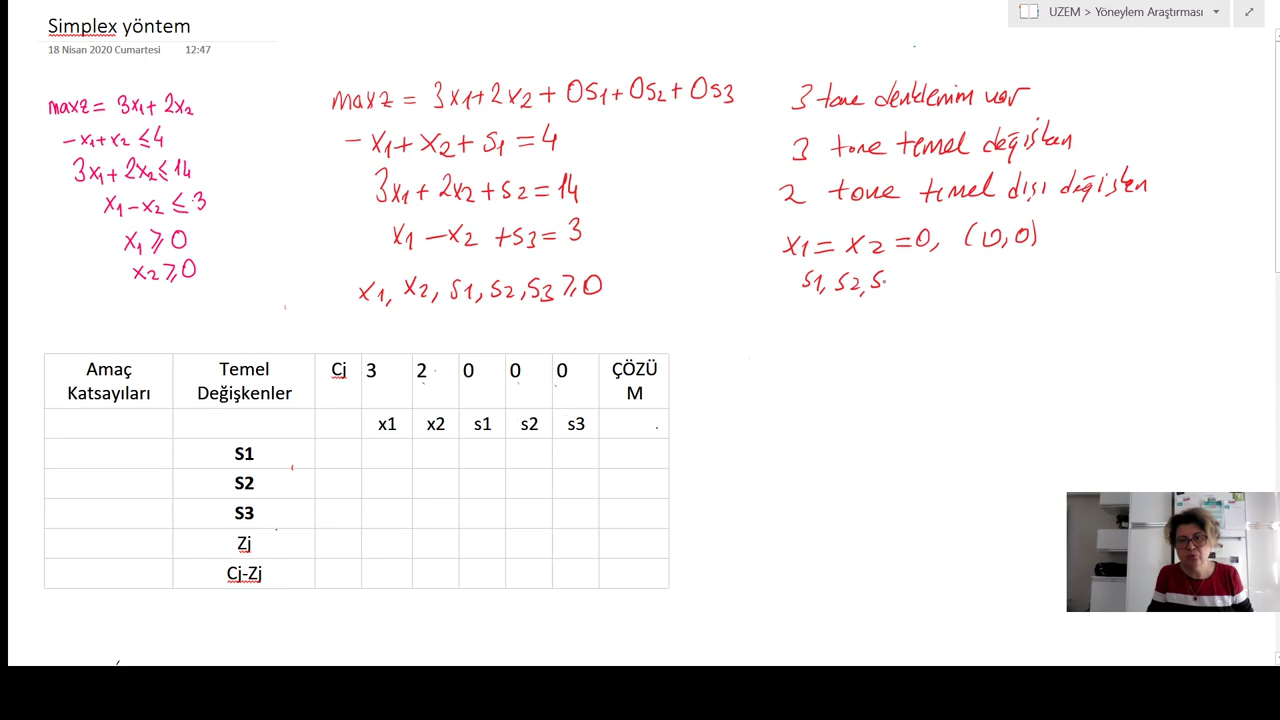 Simplex yöntem
18 Nisan 2020 Cumartesi 12:47
UZEM > Yöneylem Araştırması
maxz = 3x1 + 2x2
-x1+x2 ≤4
3x1+2x2≤14
x1-x2 ≤3
x1 ≥0
x2 ≥0
maxz = 3x1+2x2+0s1+0s2+0s3
-x1+x2+s1=4
3x1+2x2+s2=14
x1-x2+s3=3
x1, x2, s1, s2, s3 ≥0
3 tane denklemim var
3 tane temel değişken
2 tane temel dışı değişken
x1=x2=0, (0,0)
s1, s2, s
Amaç Katsayıları Temel Değişkenler Cj 3 2 0 0 0 ÇÖZÜM
x1 x2 s1 s2 s3
S1
S2
S3
Zj
Cj-Zj